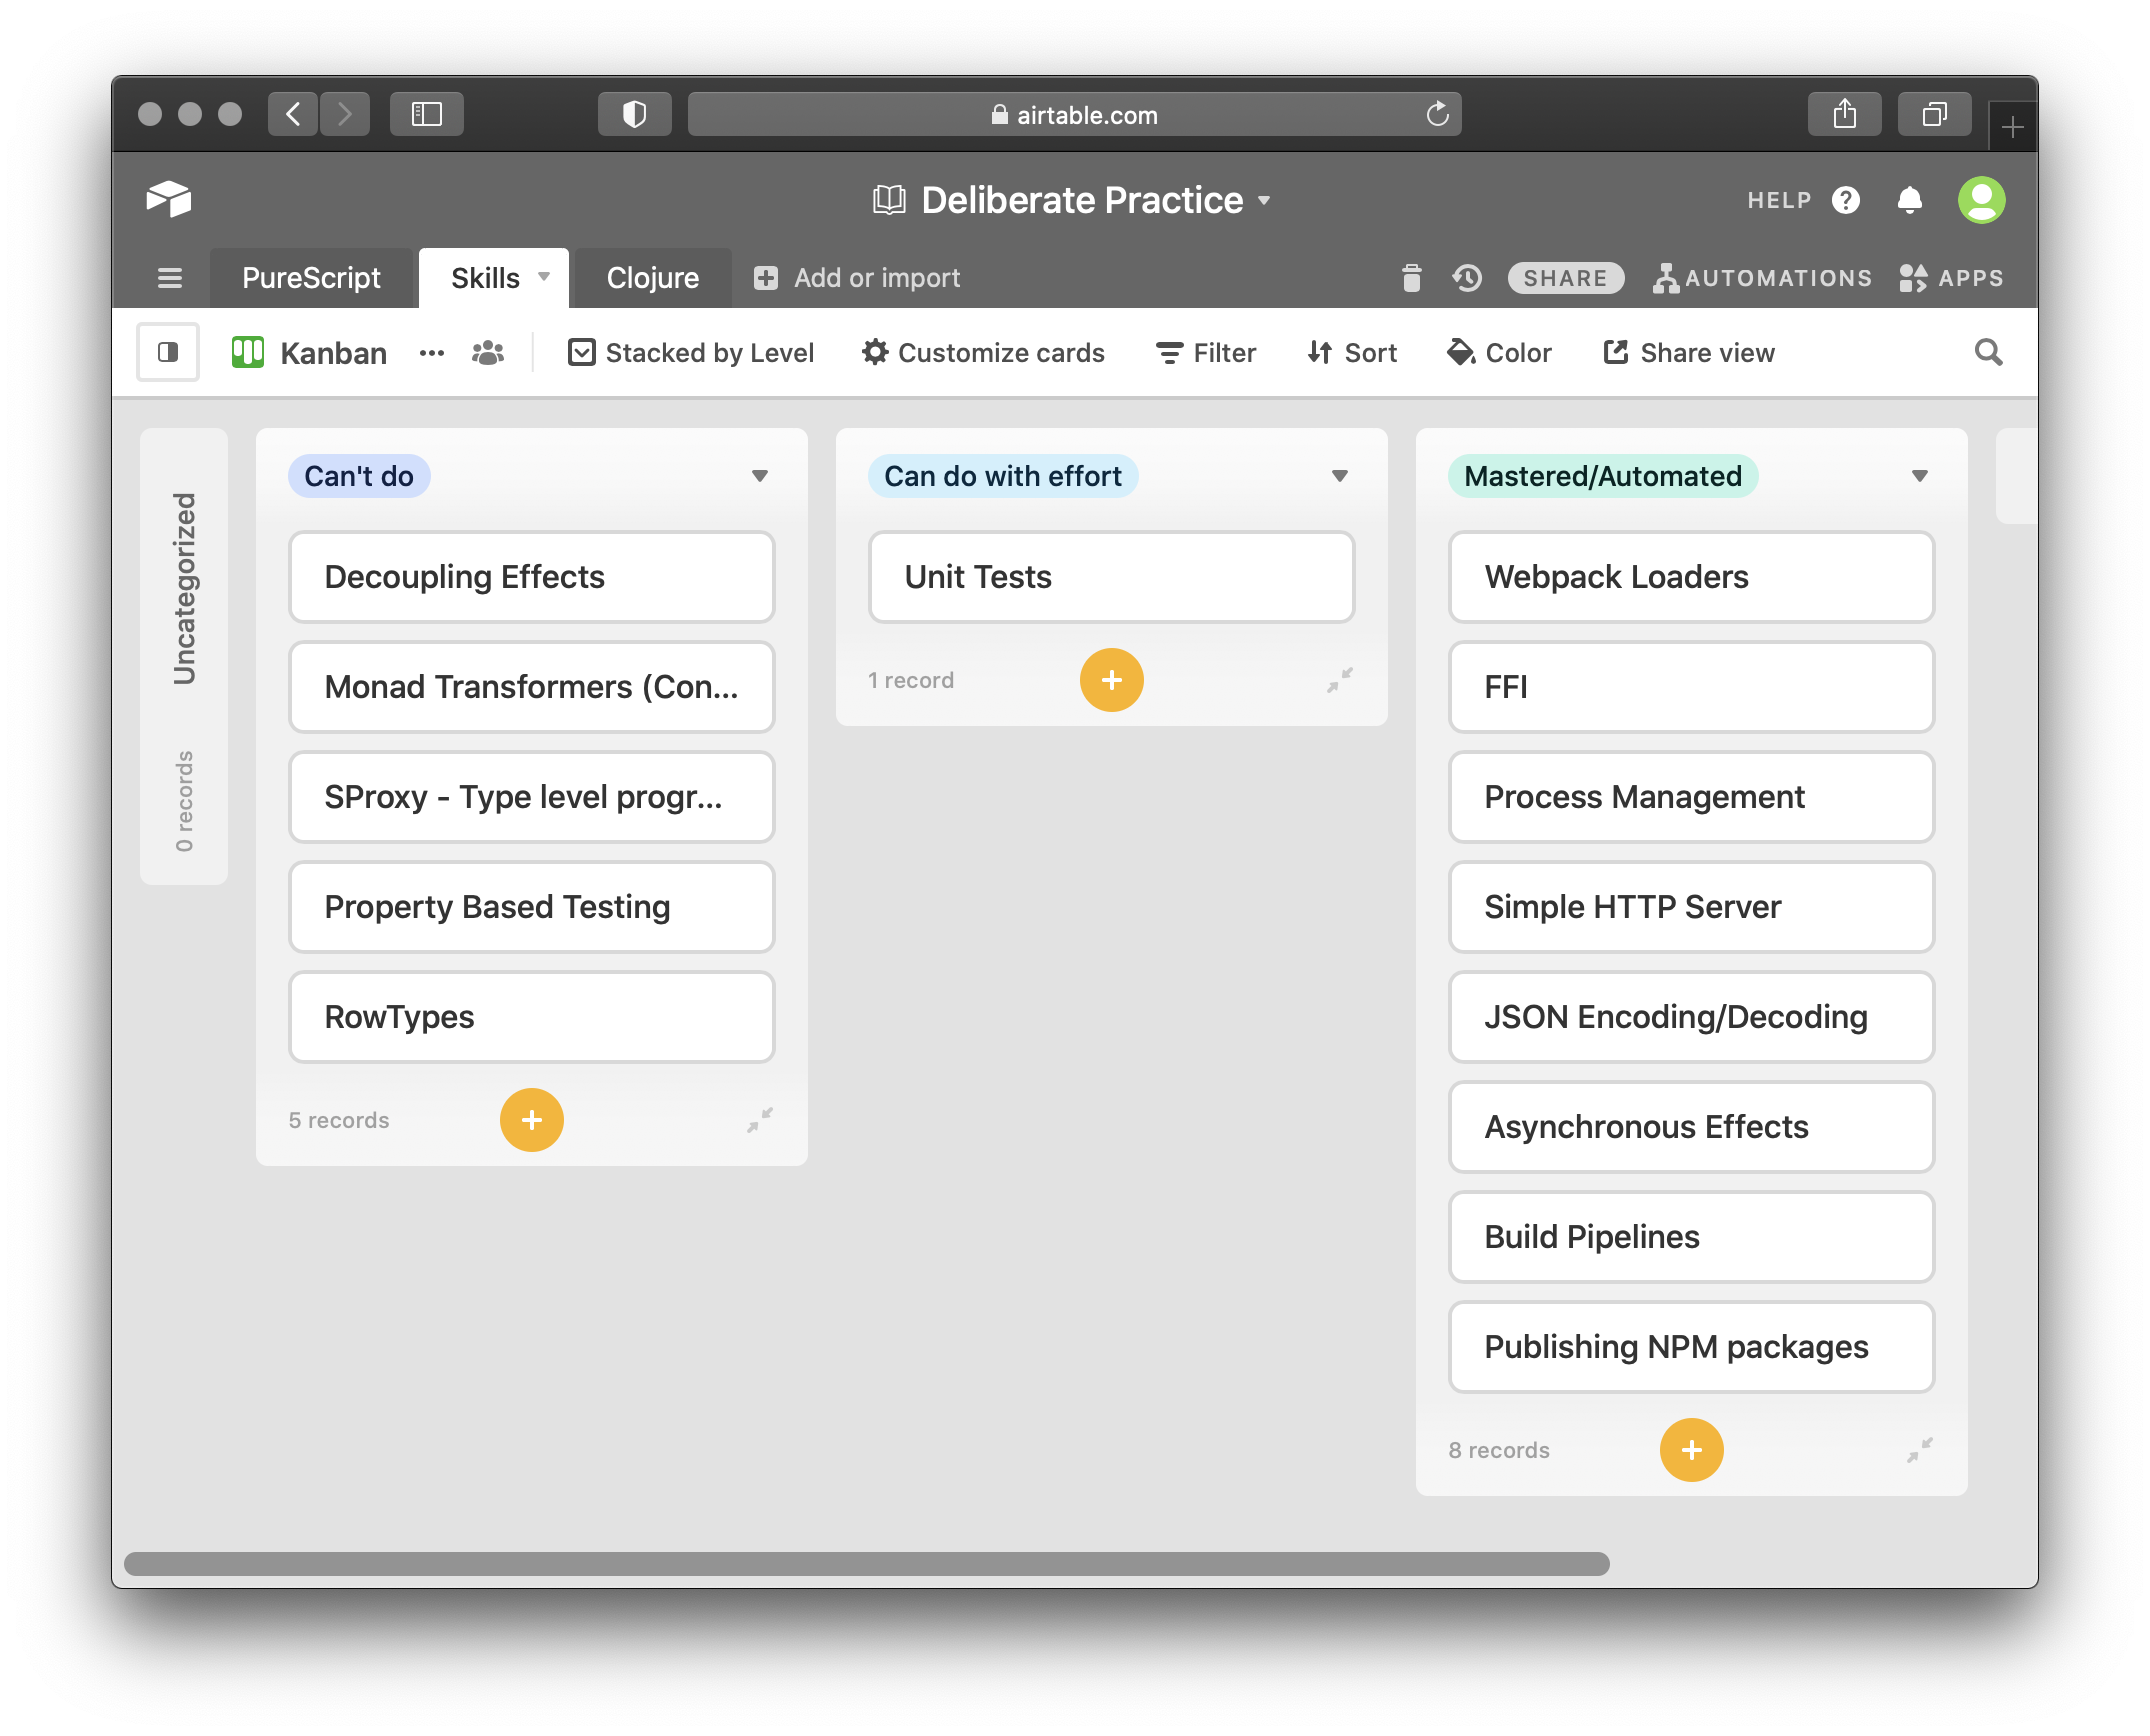 airtable.com
Deliberate Practice
HELP
PureScript
Skills
Clojure
Add or import
SHARE
AUTOMATIONS
APPS
Kanban
Stacked by Level
Customize cards
Filter
Sort
Color
Share view
Uncategorized
0 records
Can't do
Decoupling Effects
Monad Transformers (Con...
SProxy - Type level progr...
Property Based Testing
RowTypes
5 records
Can do with effort
Unit Tests
1 record
Mastered/Automated
Webpack Loaders
FFI
Process Management
Simple HTTP Server
JSON Encoding/Decoding
Asynchronous Effects
Build Pipelines
Publishing NPM packages
8 records